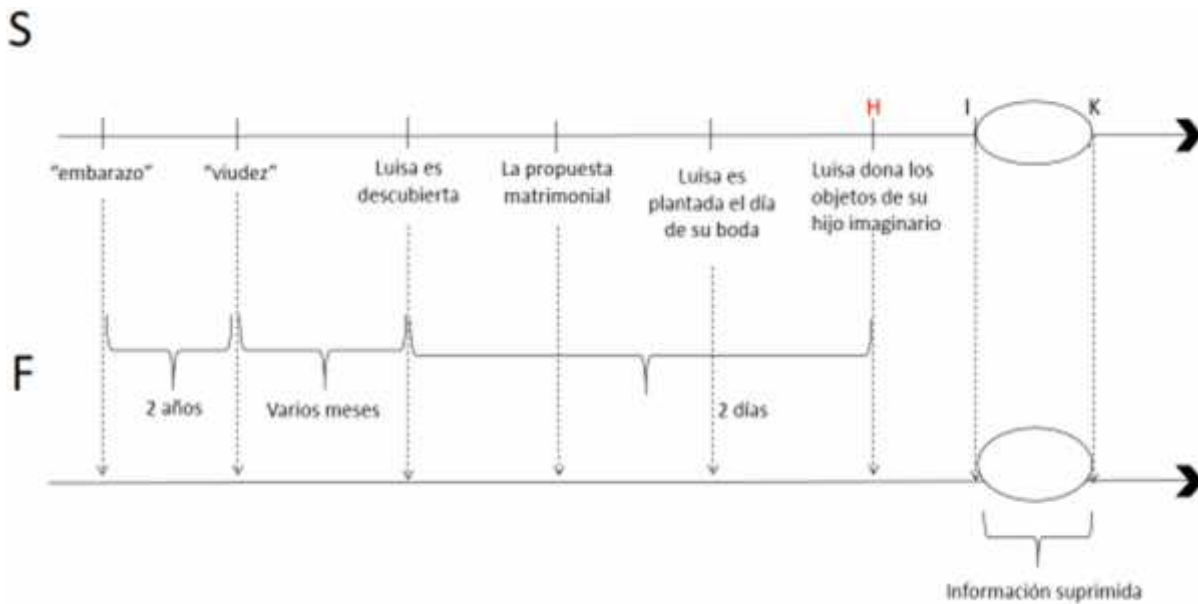 S
H
I
K
"embarazo"
"viudez"
Luisa es
descubierta
La propuesta
matrimonial
Luisa es
plantada el día
de su boda
Luisa dona los
objetos de su
hijo imaginario
F
2 años
Varios meses
2 días
Información suprimida